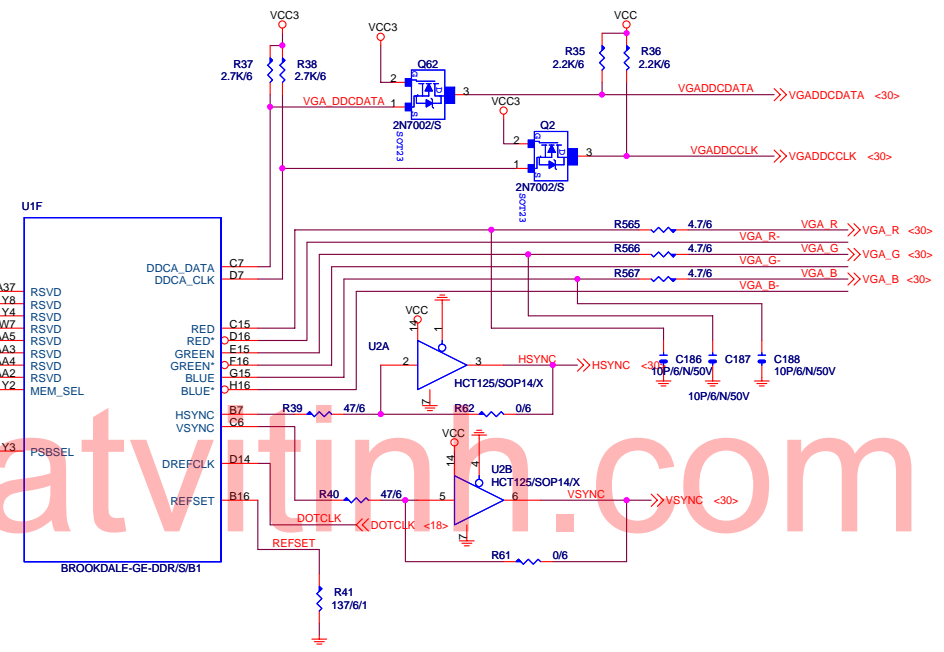 VCC3
VCC3
VCC
R37
2.7K/6
R38
2.7K/6
Q62
R35
2.2K/6
R36
2.2K/6
2
G
D
S
3
VGADDCDATA
VGADDCDATA <30>
VGA_DDCDATA
1
2N7002/S
SOT23
VCC3
Q2
2
G
D
S
3
VGADDCCLK
VGADDCCLK <30>
1
2N7002/S
SOT23
U1F
R565
4.7/6
VGA_R
VGA_R <30>
VGA_R-
R566
4.7/6
VGA_G
VGA_G <30>
VGA_G-
R567
4.7/6
VGA_B
VGA_B <30>
VGA_B-
DDCA_DATA
C7
DDCA_CLK
D7
A37
RSVD
Y8
RSVD
Y4
RSVD
W7
RSVD
AA5
RSVD
AA3
RSVD
AA4
RSVD
AA2
RSVD
Y2
MEM_SEL
RED
C15
RED*
D16
GREEN
E15
GREEN*
F16
BLUE
G15
BLUE*
H16
HSYNC
B7
VSYNC
C6
Y3
PSBSEL
DREFCLK
D14
REFSET
B16
BROOKDALE-GE-DDR/S/B1
VCC
14
1
U2A
2
3
HSYNC
HSYNC <30>
HCT125/SOP14/X
7
C186
10P/6/N/50V
C187
10P/6/N/50V
C188
10P/6/N/50V
R39
47/6
R62
0/6
VCC
14
4
U2B
HCT125/SOP14/X
R40
47/6
5
6
VSYNC
VSYNC <30>
7
DOTCLK
DOTCLK <18>
REFSET
R61
0/6
R41
137/6/1
atvitinh.com